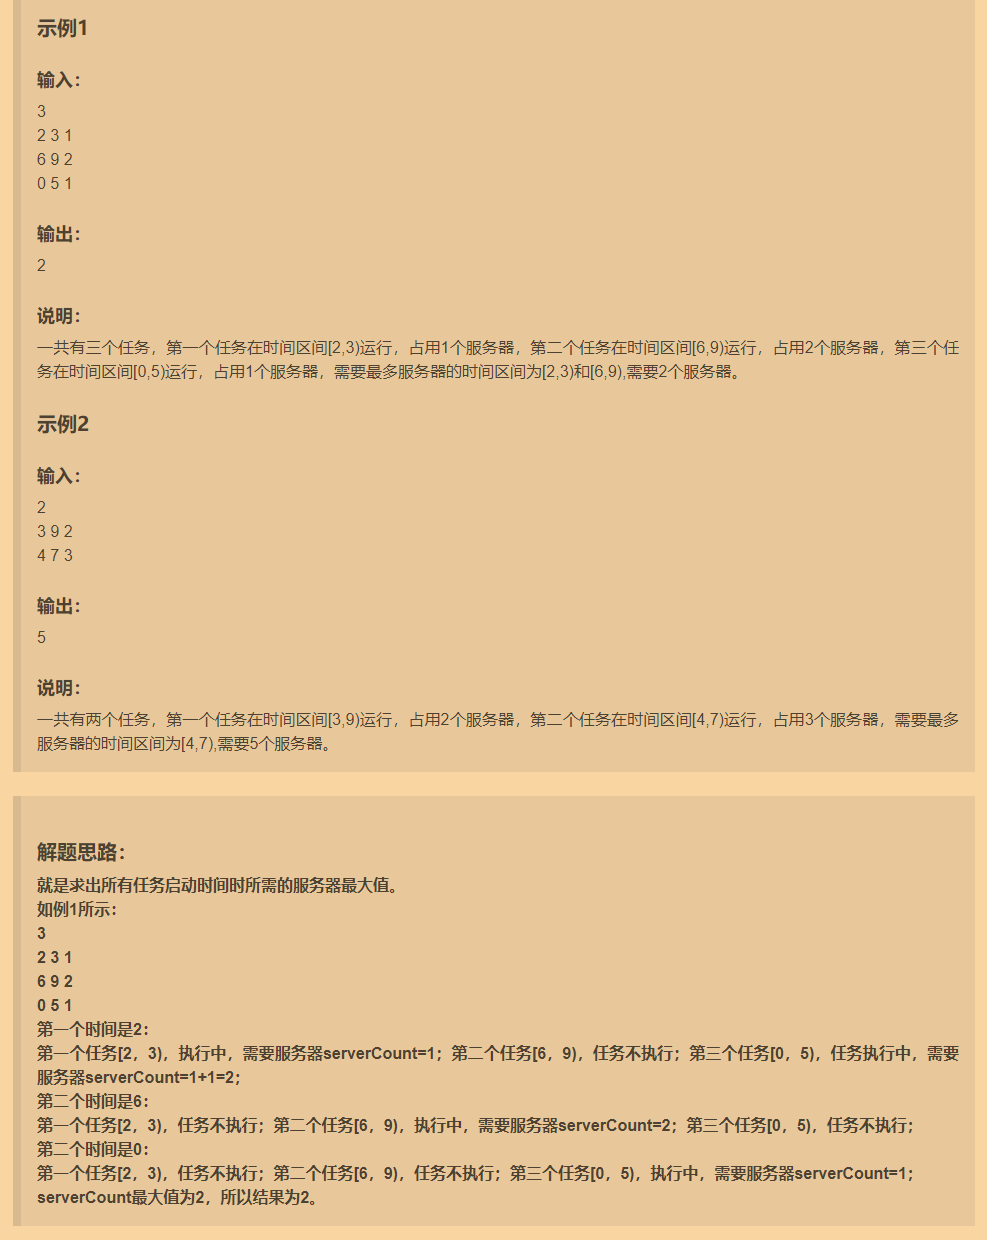 示例1
输入：
3
2 3 1
6 9 2
0 5 1
输出：
2
说明：
一共有三个任务，第一个任务在时间区间[2,3)运行，占用1个服务器，第二个任务在时间区间[6,9)运行，占用2个服务器，第三个任
务在时间区间[0,5)运行，占用1个服务器，需要最多服务器的时间区间为[2,3)和[6,9),需要2个服务器。
示例2
输入：
2
3 9 2
4 7 3
输出：
5
说明：
一共有两个任务，第一个任务在时间区间[3,9)运行，占用2个服务器，第二个任务在时间区间[4,7)运行，占用3个服务器，需要最多
服务器的时间区间为[4,7),需要5个服务器。
解题思路：
就是求出所有任务启动时间时所需的服务器最大值。
如例1所示：
3
2 3 1
6 9 2
0 5 1
第一个时间是2：
第一个任务[2，3)，执行中，需要服务器serverCount=1；第二个任务[6，9)，任务不执行；第三个任务[0，5)，任务执行中，需要
服务器serverCount=1+1=2；
第二个时间是6：
第一个任务[2，3)，任务不执行；第二个任务[6，9)，执行中，需要服务器serverCount=2；第三个任务[0，5)，任务不执行；
第二个时间是0：
第一个任务[2，3)，任务不执行；第二个任务[6，9)，任务不执行；第三个任务[0，5)，执行中，需要服务器serverCount=1；
serverCount最大值为2，所以结果为2。